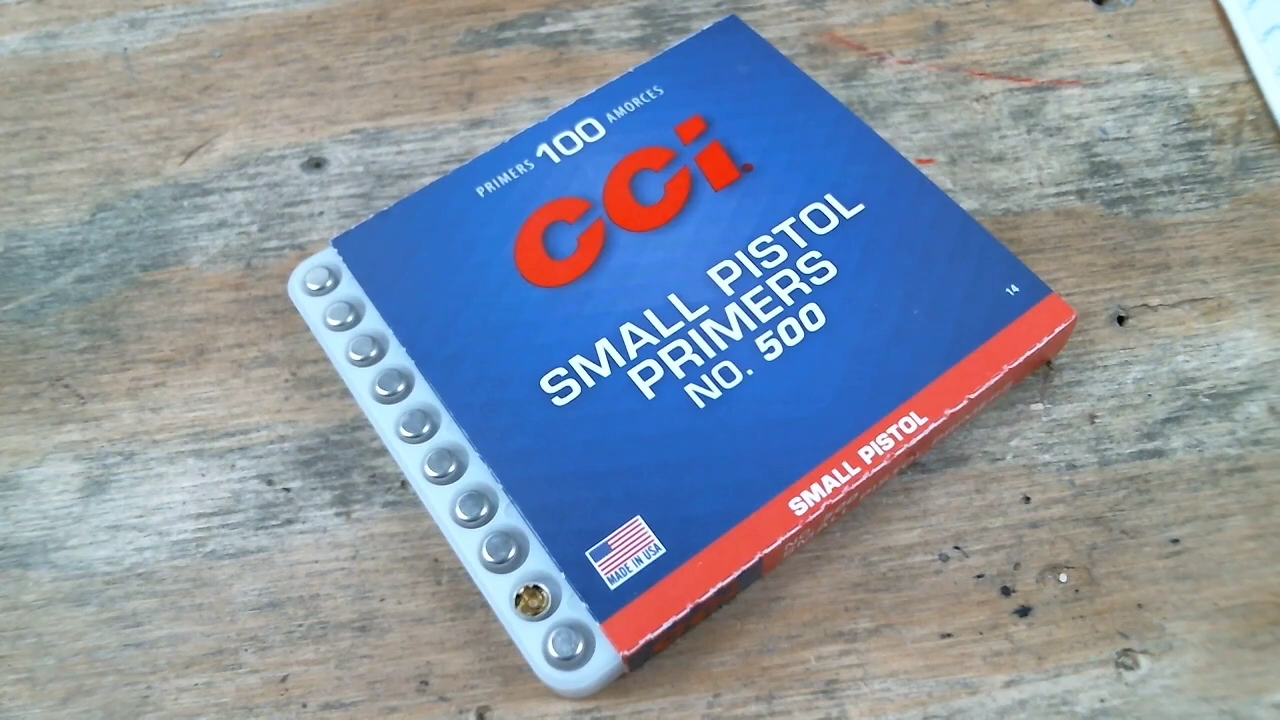 PRIMERS 100 AMORCES
CCi
SMALL PISTOL
PRIMERS
NO. 500
14
SMALL PISTOL
MADE IN USA